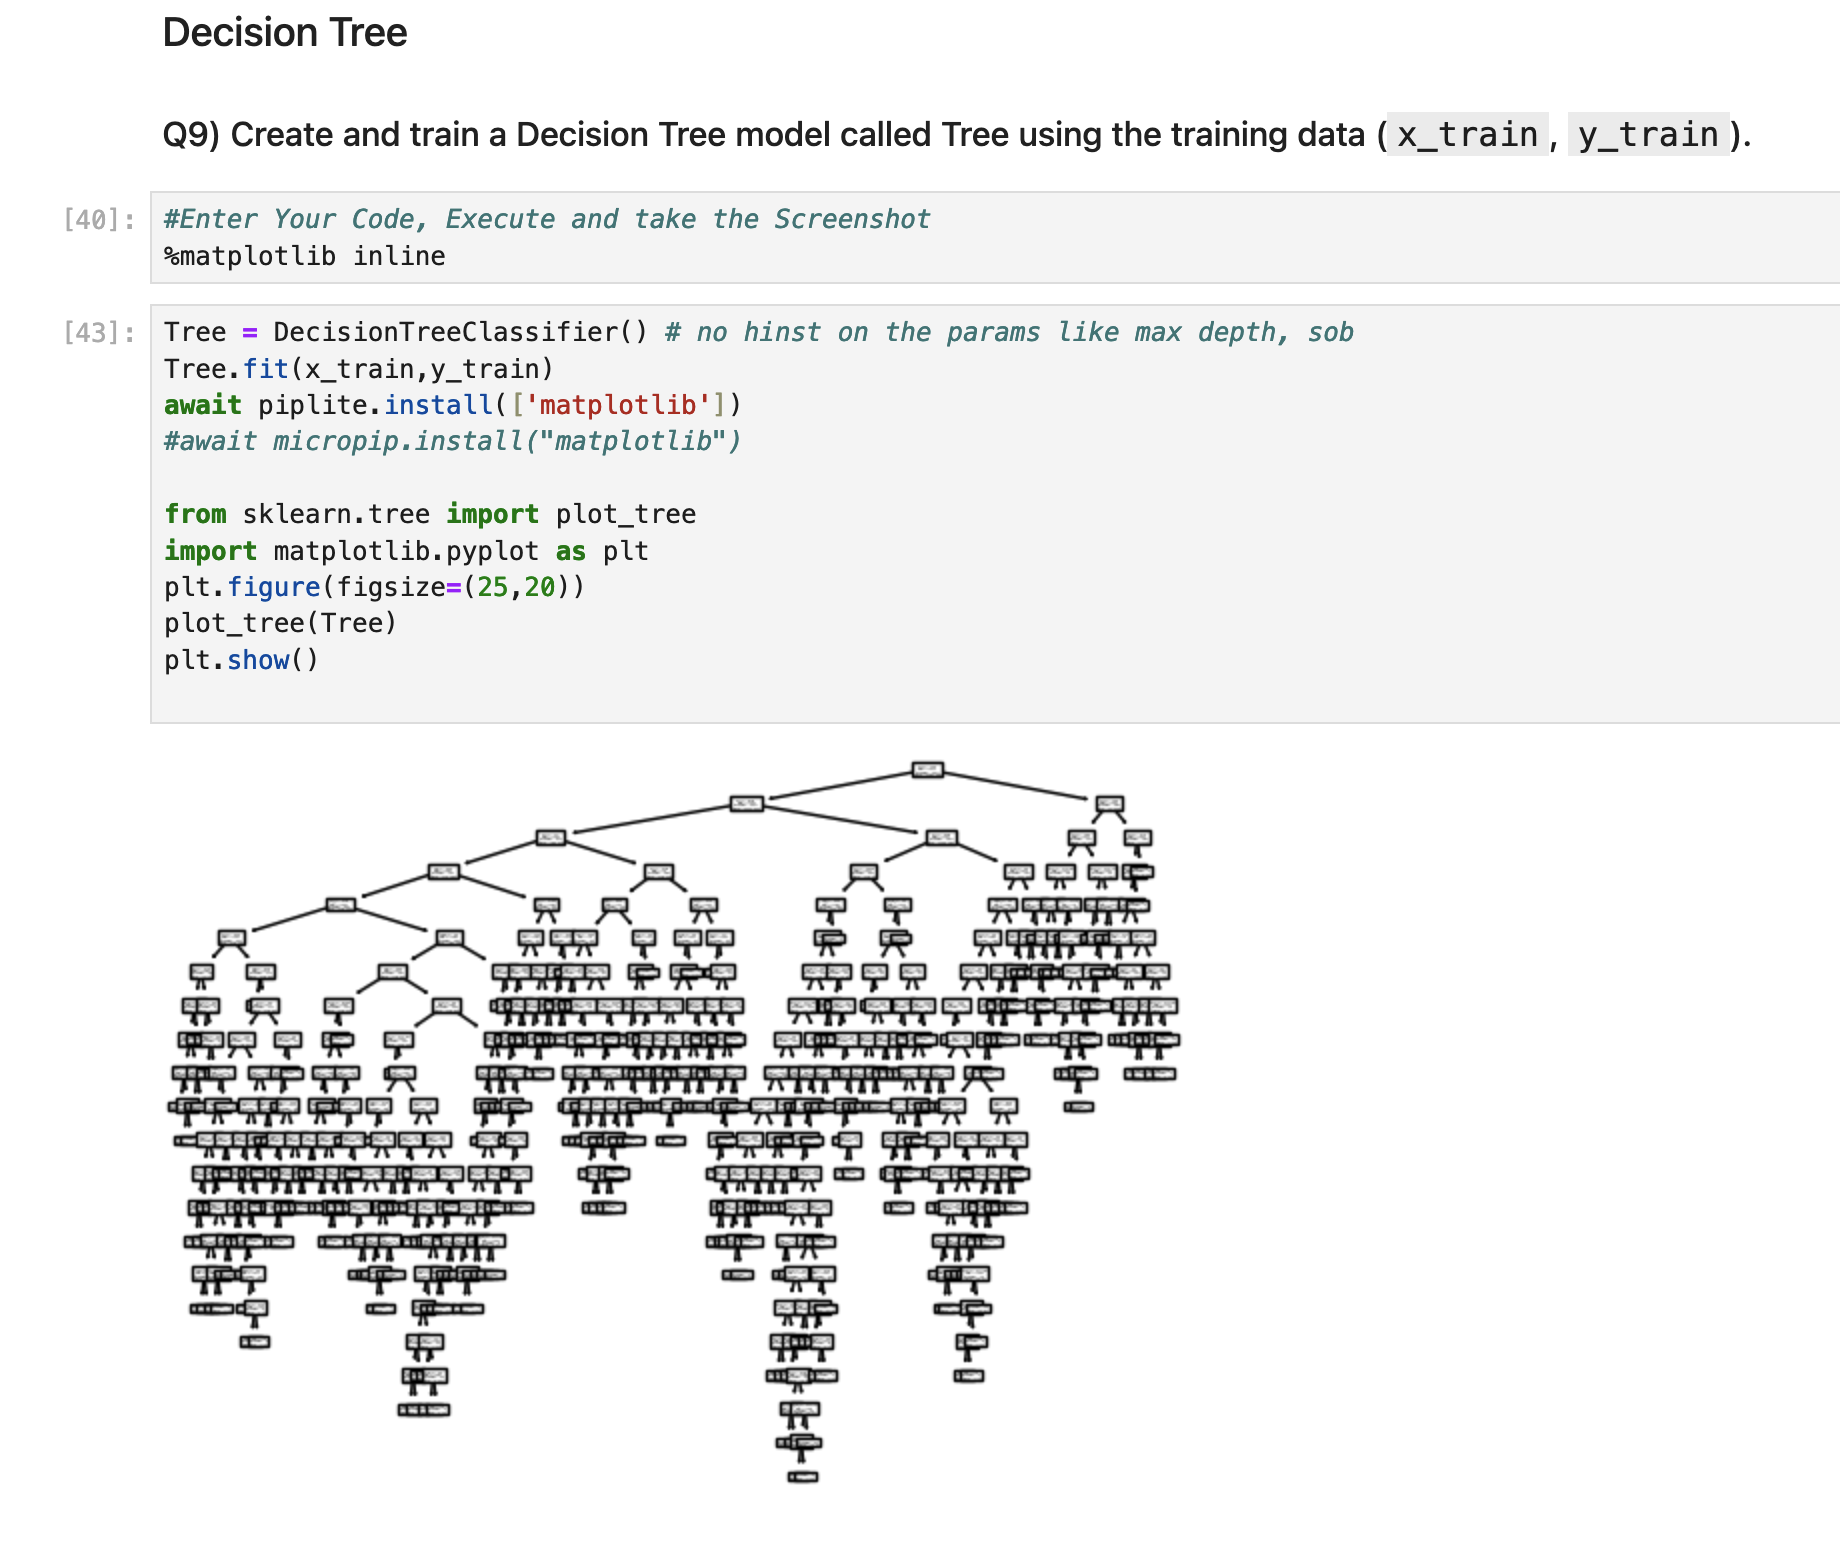 Decision Tree
Q9) Create and train a Decision Tree model called Tree using the training data (x_train, y_train).
[40]:
#Enter Your Code, Execute and take the Screenshot
%matplotlib inline
[43]:
Tree = DecisionTreeClassifier() # no hinst on the params like max depth, sob
Tree.fit(x_train,y_train)
await piplite.install(['matplotlib'])
#await micropip.install("matplotlib")
from sklearn.tree import plot_tree
import matplotlib.pyplot as plt
plt.figure(figsize=(25,20))
plot_tree(Tree)
plt.show()